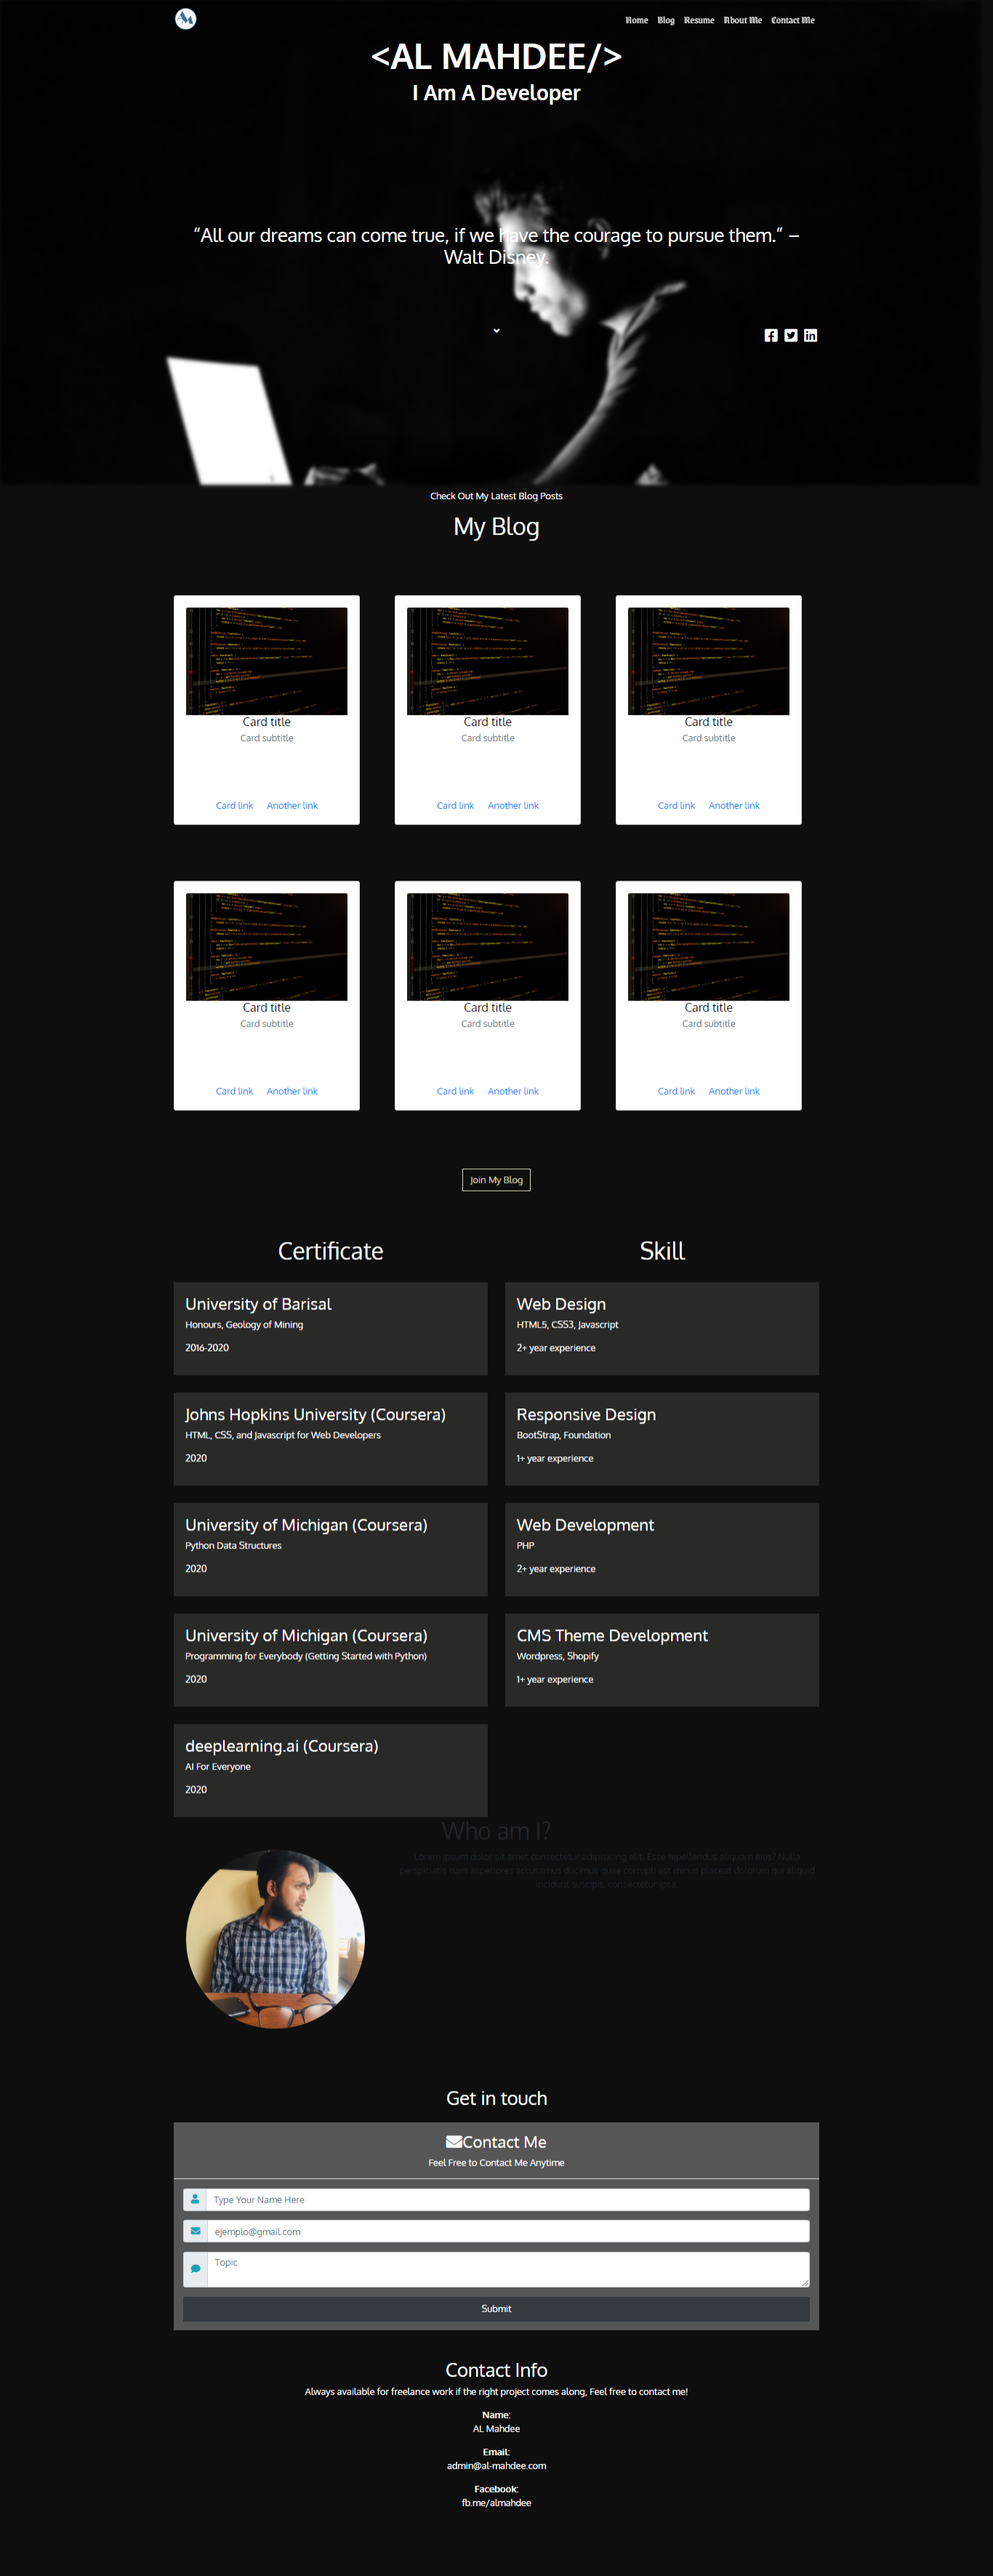 Home Blog Resume About Me Contact Me
<AL MAHDEE/>
I Am A Developer
“All our dreams can come true, if we have the courage to pursue them.” –
Walt Disney.
Check Out My Latest Blog Posts
My Blog
Card title
Card subtitle
Card link Another link
Card title
Card subtitle
Card link Another link
Card title
Card subtitle
Card link Another link
Card title
Card subtitle
Card link Another link
Card title
Card subtitle
Card link Another link
Card title
Card subtitle
Card link Another link
Join My Blog
Certificate
University of Barisal
Honours, Geology of Mining
2016-2020
Johns Hopkins University (Coursera)
HTML, CSS, and Javascript for Web Developers
2020
University of Michigan (Coursera)
Python Data Structures
2020
University of Michigan (Coursera)
Programming for Everybody (Getting Started with Python)
2020
deeplearning.ai (Coursera)
AI For Everyone
2020
Skill
Web Design
HTML5, CSS3, Javascript
2+ year experience
Responsive Design
BootStrap, Foundation
1+ year experience
Web Development
PHP
2+ year experience
CMS Theme Development
Wordpress, Shopify
1+ year experience
Who am I?
Lorem ipsum dolor sit amet consectetur adipisicing elit. Esse repellendus aliquam eius? Nulla
perspiciatis nam asperiores accusamus ducimus quae corrupti est minus placeat dolorum qui aliquid
incidunt suscipit, consectetur ipsa.
Get in touch
Contact Me
Feel Free to Contact Me Anytime
Type Your Name Here
ejemplo@gmail.com
Topic
Submit
Contact Info
Always available for freelance work if the right project comes along, Feel free to contact me!
Name:
AL Mahdee
Email:
admin@al-mahdee.com
Facebook:
fb.me/almahdee